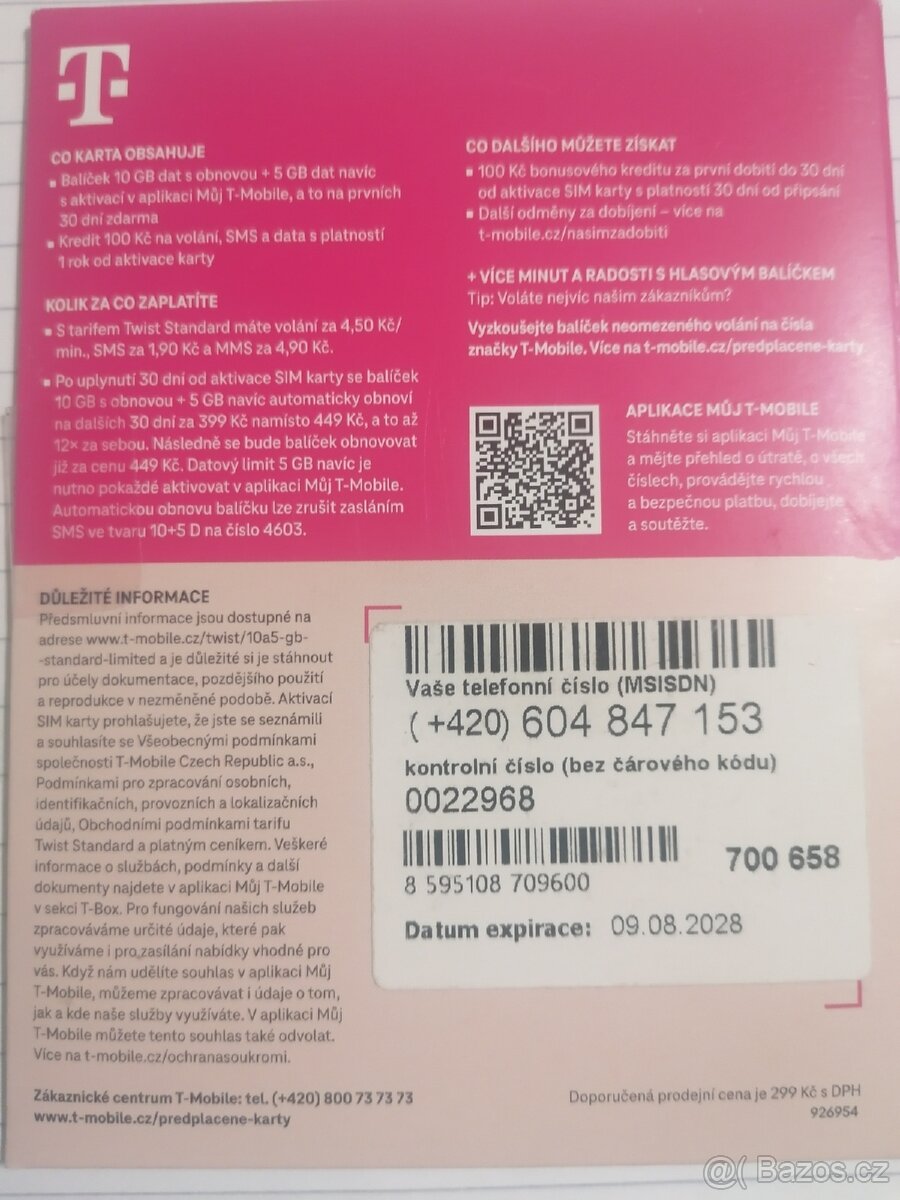 T
CO KARTA OBSAHUJE
▪ Balíček 10 GB dat s obnovou + 5 GB dat navíc
s aktivací v aplikaci Můj T-Mobile, a to na prvních
30 dní zdarma
▪ Kredit 100 Kč na volání, SMS a data s platností
1 rok od aktivace karty
KOLIK ZA CO ZAPLATÍTE
▪ S tarifem Twist Standard máte volání za 4,50 Kč/
min., SMS za 1,90 Kč a MMS za 4,90 Kč.
▪ Po uplynutí 30 dní od aktivace SIM karty se balíček
10 GB s obnovou + 5 GB navíc automaticky obnoví
na dalších 30 dní za 399 Kč namísto 449 Kč, a to až
12× za sebou. Následně se bude balíček obnovovat
již za cenu 449 Kč. Datový limit 5 GB navíc je
nutno pokaždé aktivovat v aplikaci Můj T-Mobile.
Automatickou obnovu balíčku lze zrušit zasláním
SMS ve tvaru 10+5 D na číslo 4603.
CO DALŠÍHO MŮŽETE ZÍSKAT
▪ 100 Kč bonusového kreditu za první dobití do 30 dní
od aktivace SIM karty s platností 30 dní od připsání
▪ Další odměny za dobíjení – více na
t-mobile.cz/nasimzadobiti
+ VÍCE MINUT A RADOSTI S HLASOVÝM BALÍČKEM
Tip: Voláte nejvíc našim zákazníkům?
Vyzkoušejte balíček neomezeného volání na čísla
značky T-Mobile. Více na t-mobile.cz/predplacene-karty
APLIKACE MŮJ T-MOBILE
Stáhněte si aplikaci Můj T-Mobile
a mějte přehled o útratě, o všech
číslech, provádějte rychlou
a bezpečnou platbu, dobíjejte
a soutěžte.
DŮLEŽITÉ INFORMACE
Předsmluvní informace jsou dostupné na
adrese www.t-mobile.cz/twist/10a5-gb-
-standard-limited a je důležité si je stáhnout
pro účely dokumentace, pozdějšího použití
a reprodukce v nezměněné podobě. Aktivací
SIM karty prohlašujete, že jste se seznámili
a souhlasíte se Všeobecnými podmínkami
společnosti T-Mobile Czech Republic a.s.,
Podmínkami pro zpracování osobních,
identifikačních, provozních a lokalizačních
údajů, Obchodními podmínkami tarifu
Twist Standard a platným ceníkem. Veškeré
informace o službách, podmínky a další
dokumenty najdete v aplikaci Můj T-Mobile
v sekci T-Box. Pro fungování našich služeb
zpracováváme určité údaje, které pak
využíváme i pro zasílání nabídky vhodné pro
vás. Když nám udělíte souhlas v aplikaci Můj
T-Mobile, můžeme zpracovávat i údaje o tom,
jak a kde naše služby využíváte. V aplikaci Můj
T-Mobile můžete tento souhlas také odvolat.
Více na t-mobile.cz/ochranasoukromi.
Vaše telefonní číslo (MSISDN)
( +420) 604 847 153
kontrolní číslo (bez čárového kódu)
0022968
700 658
8 595108 709600
Datum expirace: 09.08.2028
Zákaznické centrum T-Mobile: tel. (+420) 800 73 73 73
www.t-mobile.cz/predplacene-karty
Doporučená prodejní cena je 299 Kč s DPH
926954
@( Bazos.cz